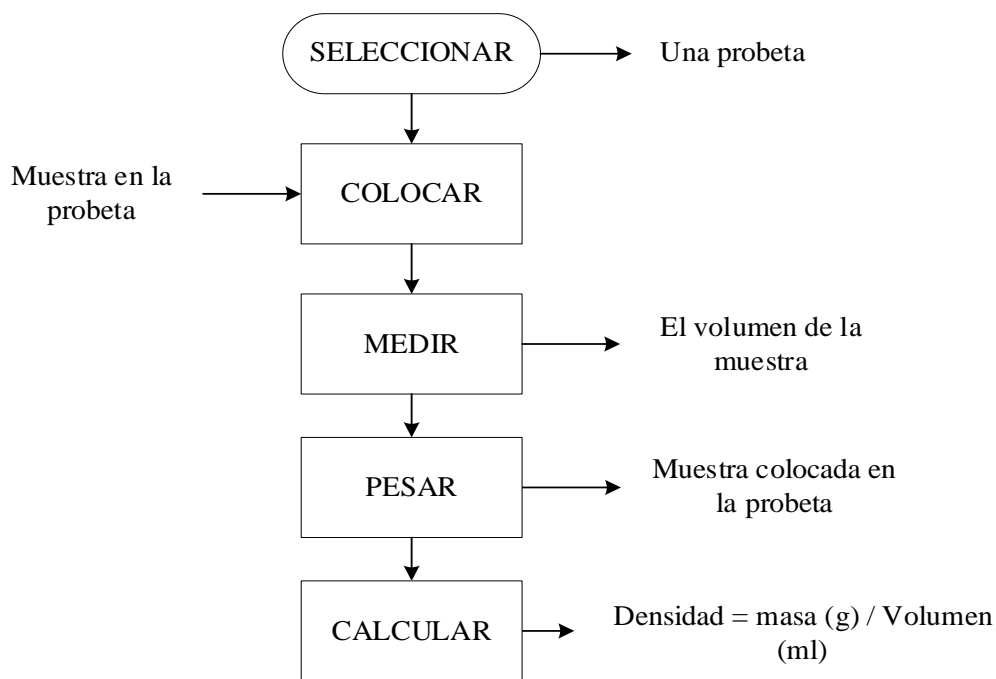 SELECCIONAR
Una probeta
Muestra en la
probeta
COLOCAR
MEDIR
El volumen de la
muestra
PESAR
Muestra colocada en
la probeta
CALCULAR
Densidad = masa (g) / Volumen
(ml)